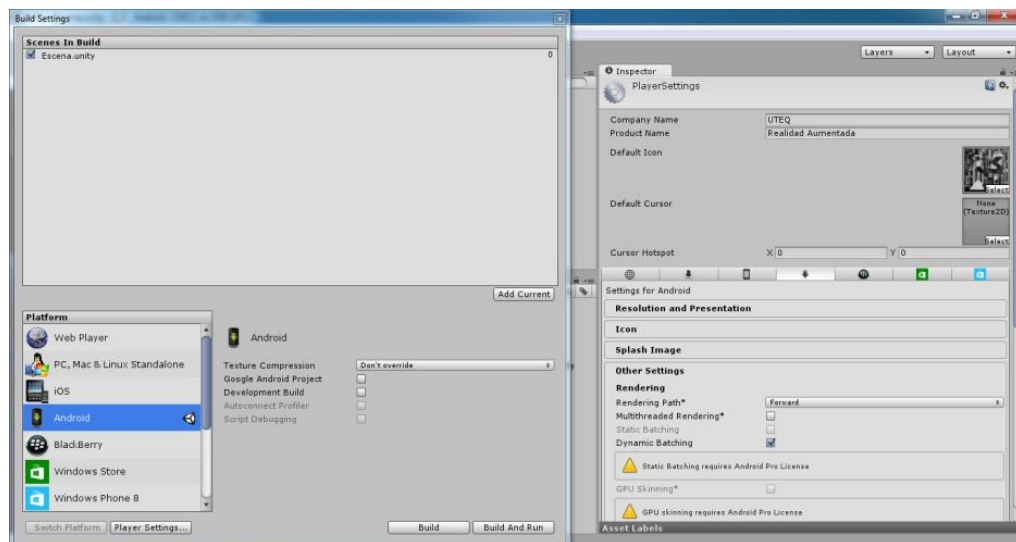 Build Settings
Scenes In Build
Escena.unity 0
Add Current
Platform
Web Player
PC, Mac & Linux Standalone
iOS
Android
BlackBerry
Windows Store
Windows Phone 8
Android
Texture Compression Don't override
Google Android Project
Development Build
Autoconnect Profiler
Script Debugging
Switch Platform Player Settings... Build Build And Run
Layers Layout
Inspector
PlayerSettings
Company Name UTEQ
Product Name Realidad Aumentada
Default Icon
Select
Default Cursor
None
(Texture2D)
Select
Cursor Hotspot X 0 Y 0
Settings for Android
Resolution and Presentation
Icon
Splash Image
Other Settings
Rendering
Rendering Path* Forward
Multithreaded Rendering*
Static Batching
Dynamic Batching
Static Batching requires Android Pro License
GPU Skinning*
GPU skinning requires Android Pro License
Asset Labels